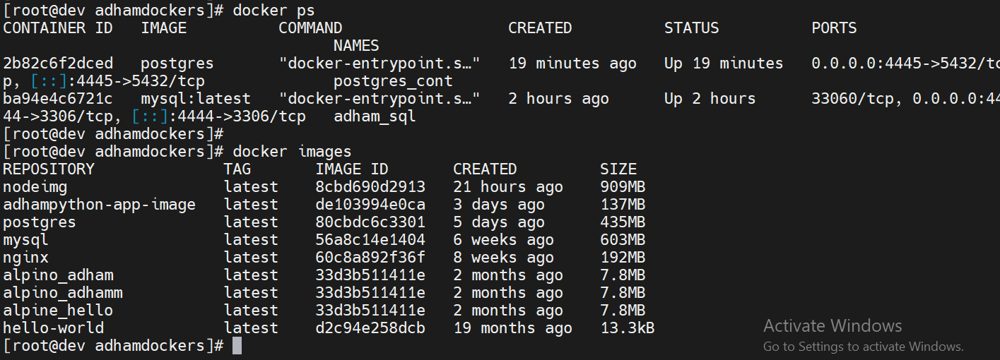 [root@dev adhamdockers]# docker ps
CONTAINER ID   IMAGE          COMMAND                  CREATED          STATUS          PORTS
                                    NAMES
2b82c6f2dced   postgres       "docker-entrypoint.s…"   19 minutes ago   Up 19 minutes   0.0.0.0:4445->5432/tc
p, [::]:4445->5432/tcp              postgres_cont
ba94e4c6721c   mysql:latest   "docker-entrypoint.s…"   2 hours ago      Up 2 hours      33060/tcp, 0.0.0.0:44
44->3306/tcp, [::]:4444->3306/tcp   adham_sql
[root@dev adhamdockers]#
[root@dev adhamdockers]# docker images
REPOSITORY              TAG       IMAGE ID       CREATED         SIZE
nodeimg                 latest    8cbd690d2913   21 hours ago    909MB
adhampython-app-image   latest    de103994e0ca   3 days ago      137MB
postgres                latest    80cbdc6c3301   5 days ago      435MB
mysql                   latest    56a8c14e1404   6 weeks ago     603MB
nginx                   latest    60c8a892f36f   8 weeks ago     192MB
alpino_adham            latest    33d3b511411e   2 months ago    7.8MB
alpino_adhamm           latest    33d3b511411e   2 months ago    7.8MB
alpine_hello            latest    33d3b511411e   2 months ago    7.8MB
hello-world             latest    d2c94e258dcb   19 months ago   13.3kB
[root@dev adhamdockers]#
Activate Windows
Go to Settings to activate Windows.